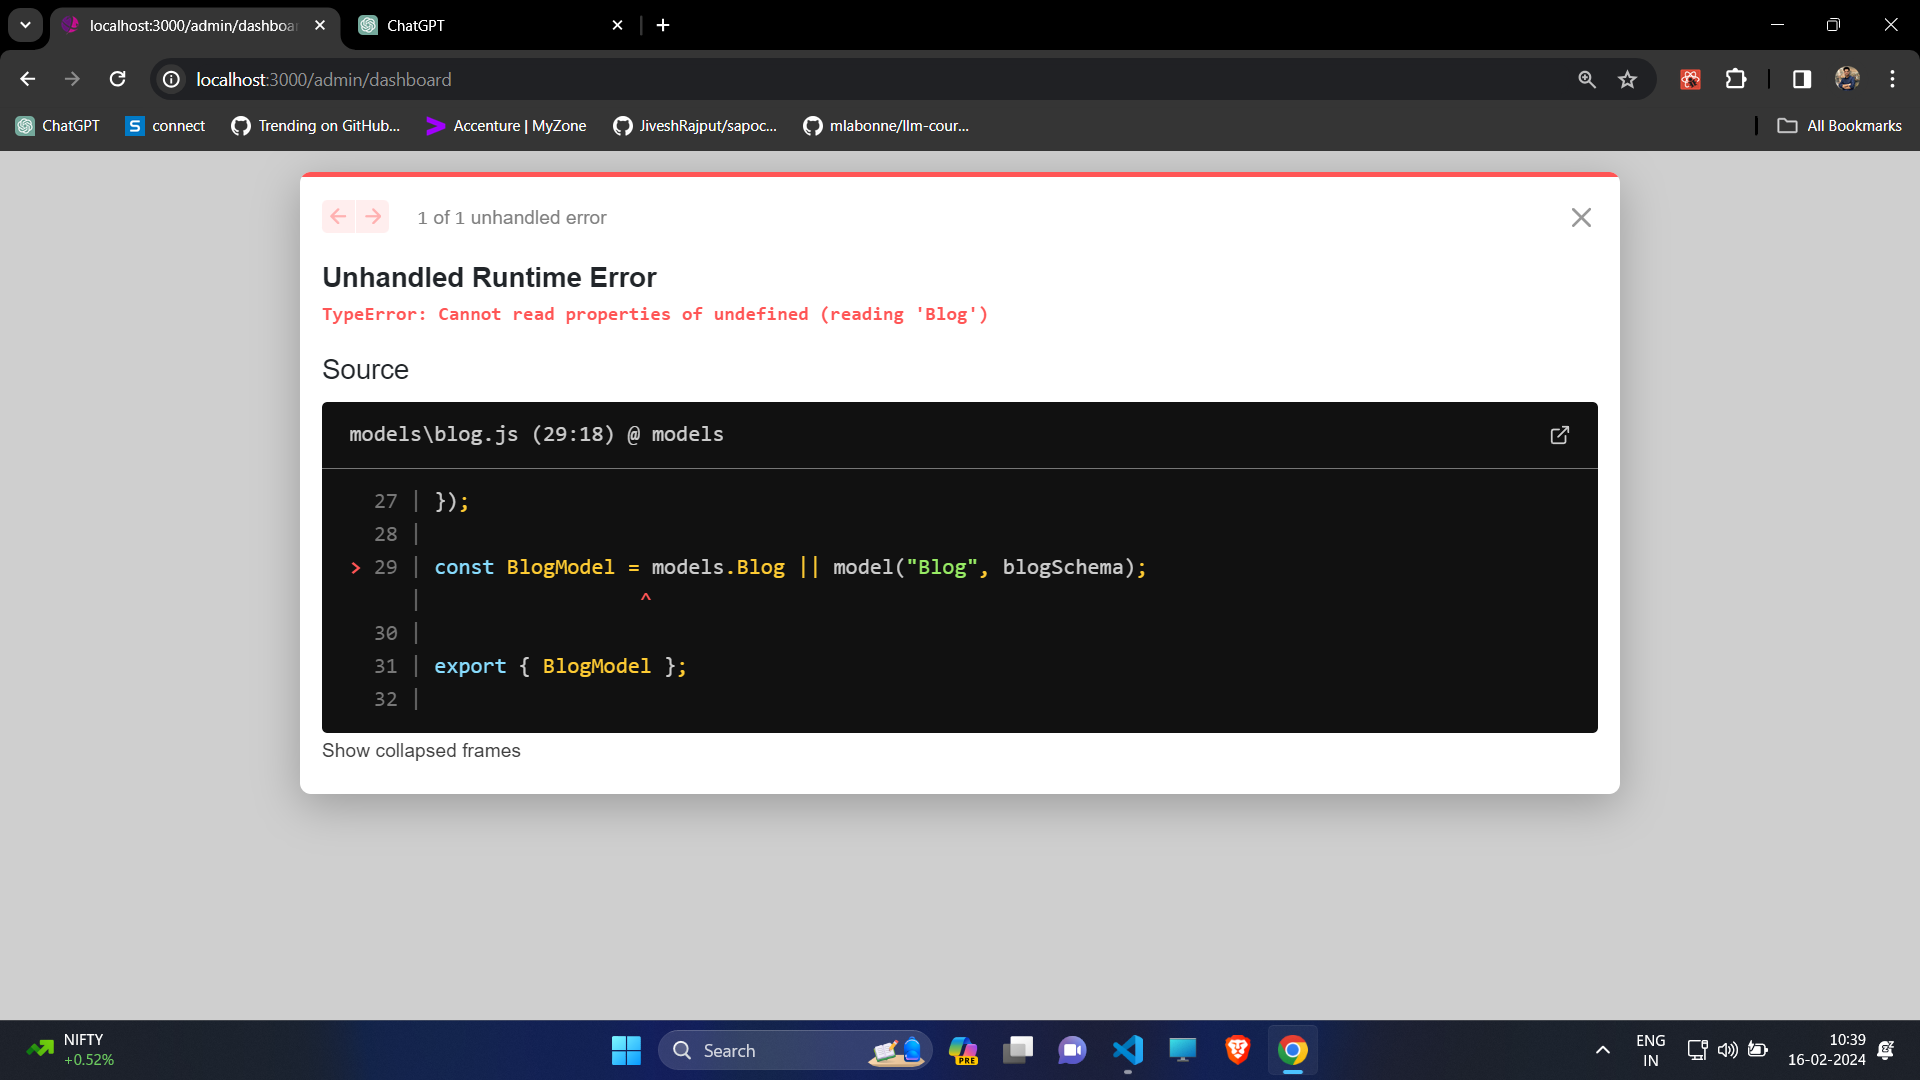 localhost:3000/admin/dashboar
ChatGPT
localhost:3000/admin/dashboard
ChatGPT
connect
Trending on GitHub...
Accenture | MyZone
JiveshRajput/sapoc...
mlabonne/llm-cour...
All Bookmarks
1 of 1 unhandled error
Unhandled Runtime Error
TypeError: Cannot read properties of undefined (reading 'Blog')
Source
models\blog.js (29:18) @ models
27 | });
28 |
> 29 | const BlogModel = models.Blog || model("Blog", blogSchema);
| ^
30 |
31 | export { BlogModel };
32 |
Show collapsed frames
NIFTY
+0.52%
Search
PRE
ENG
IN
10:39
16-02-2024